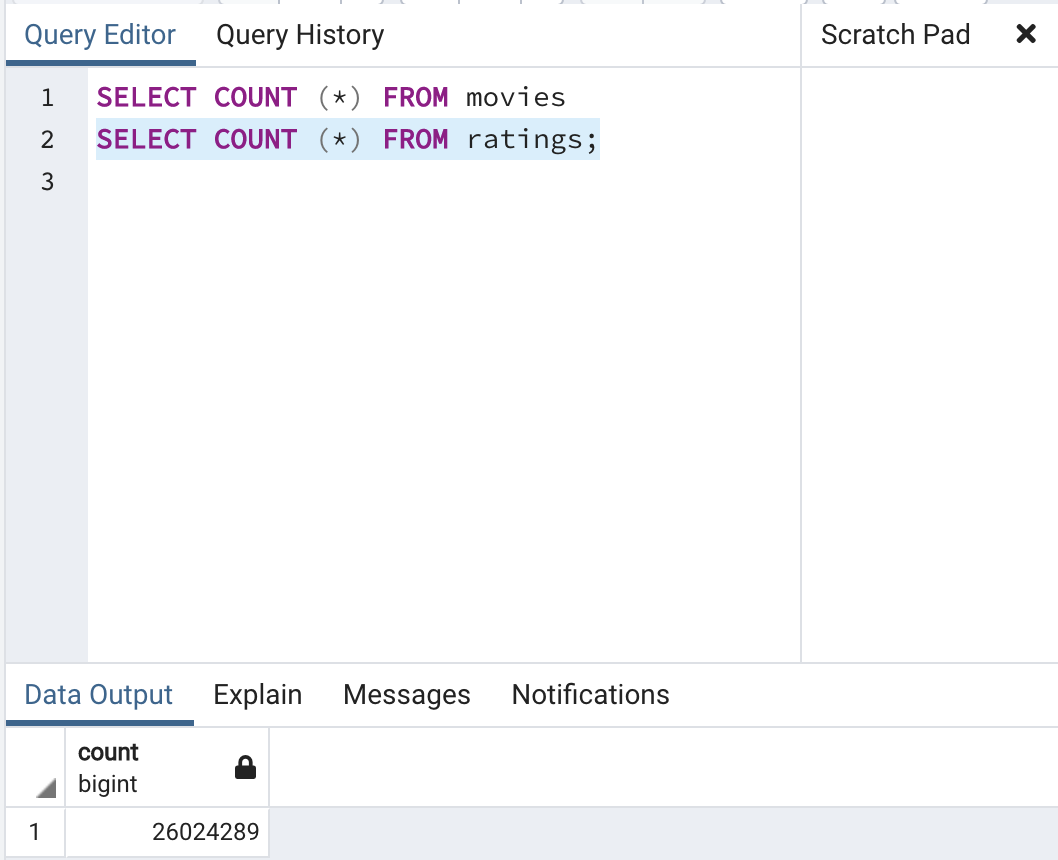 Query Editor Query History Scratch Pad ✕
1 SELECT COUNT (*) FROM movies
2 SELECT COUNT (*) FROM ratings;
3
Data Output Explain Messages Notifications
count
bigint
1 26024289